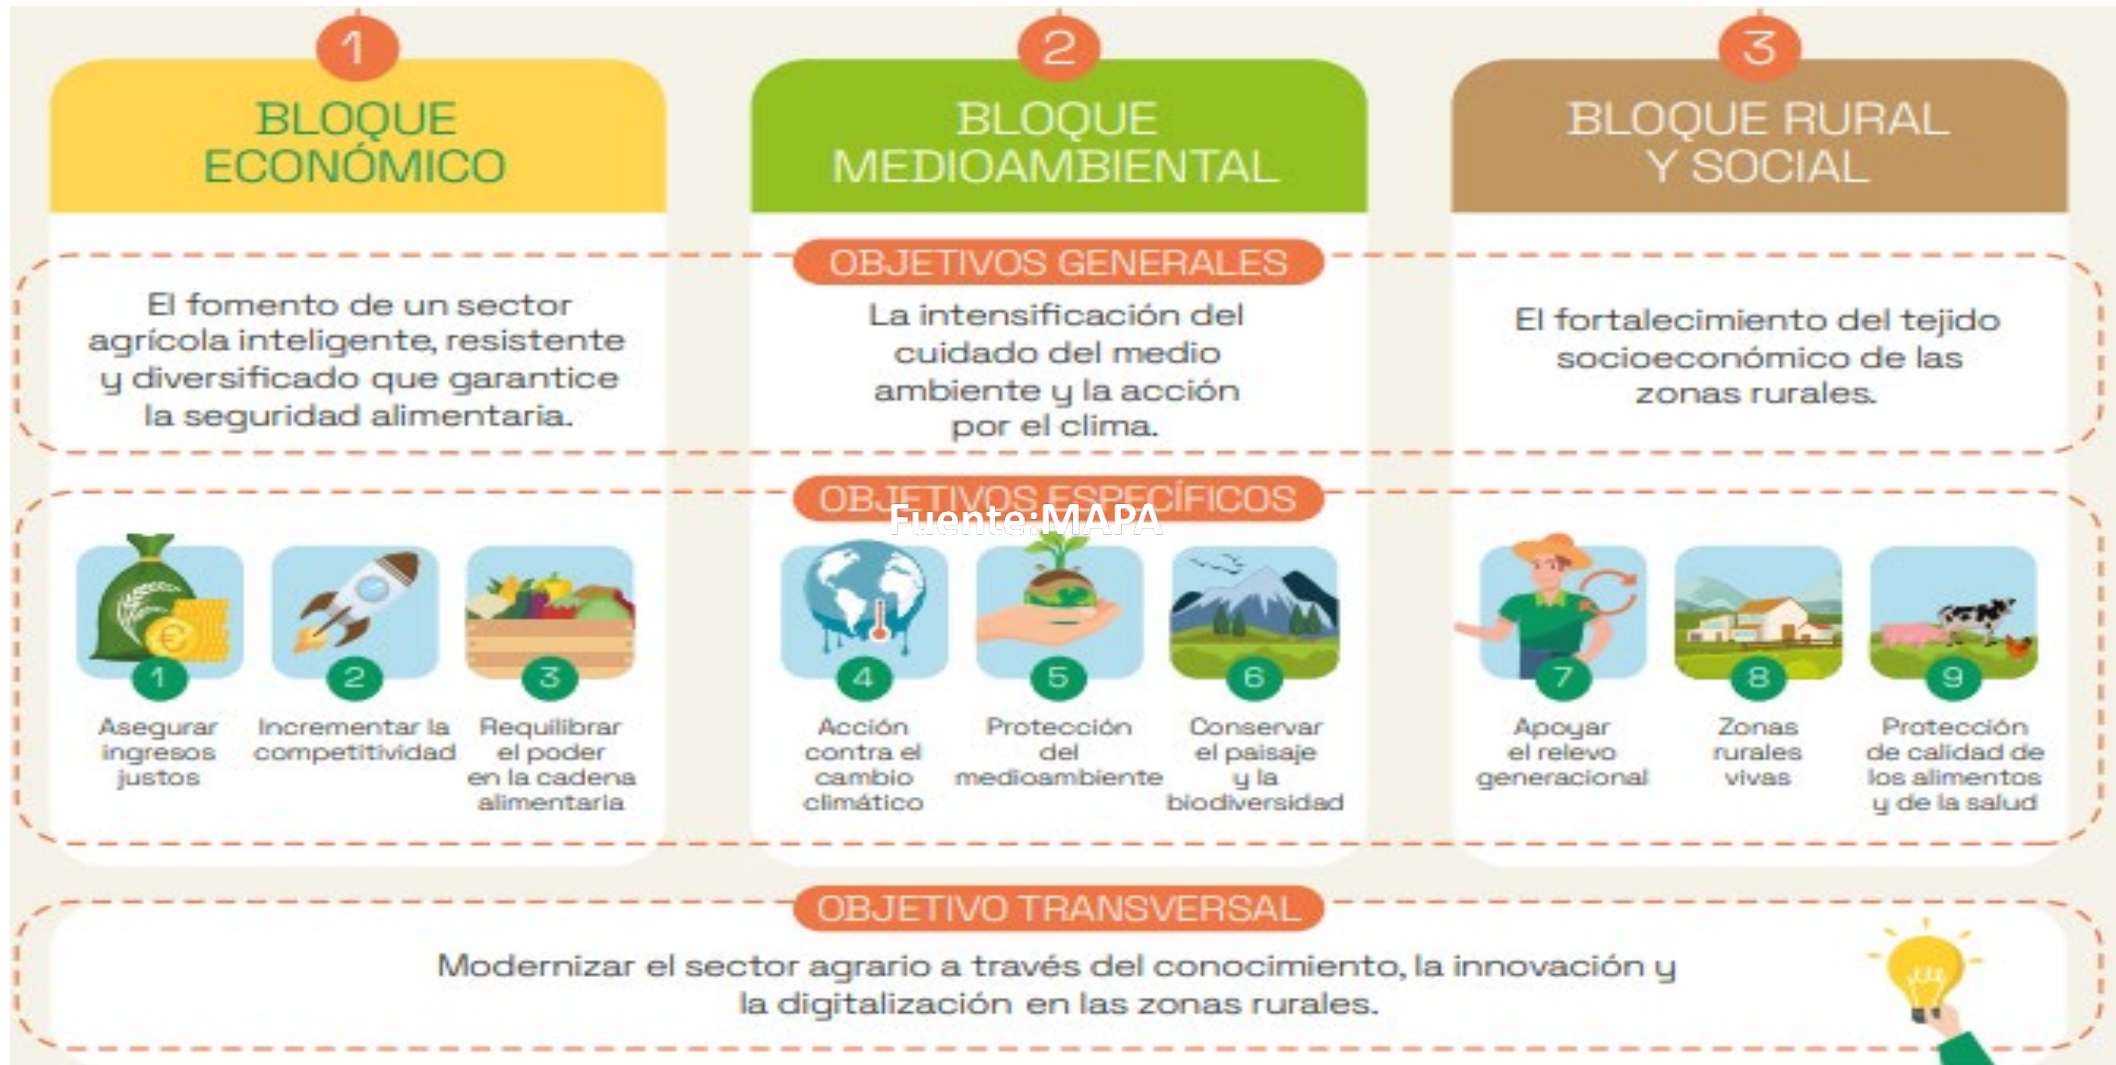 1
BLOQUE
ECONÓMICO
2
BLOQUE
MEDIOAMBIENTAL
3
BLOQUE RURAL
Y SOCIAL
OBJETIVOS GENERALES
El fomento de un sector
agrícola inteligente, resistente
y diversificado que garantice
la seguridad alimentaria.
La intensificación del
cuidado del medio
ambiente y la acción
por el clima.
El fortalecimiento del tejido
socioeconómico de las
zonas rurales.
OBJETIVOS ESPECÍFICOS
Fuente:MAPA
€
1
Asegurar
ingresos
justos
2
Incrementar la
competitividad
3
Requilibrar
el poder
en la cadena
alimentaria
4
Acción
contra el
cambio
climático
5
Protección
del
medioambiente
6
Conservar
el paisaje
y la
biodiversidad
7
Apoyar
el relevo
generacional
8
Zonas
rurales
vivas
9
Protección
de calidad de
los alimentos
y de la salud
OBJETIVO TRANSVERSAL
Modernizar el sector agrario a través del conocimiento, la innovación y
la digitalización en las zonas rurales.